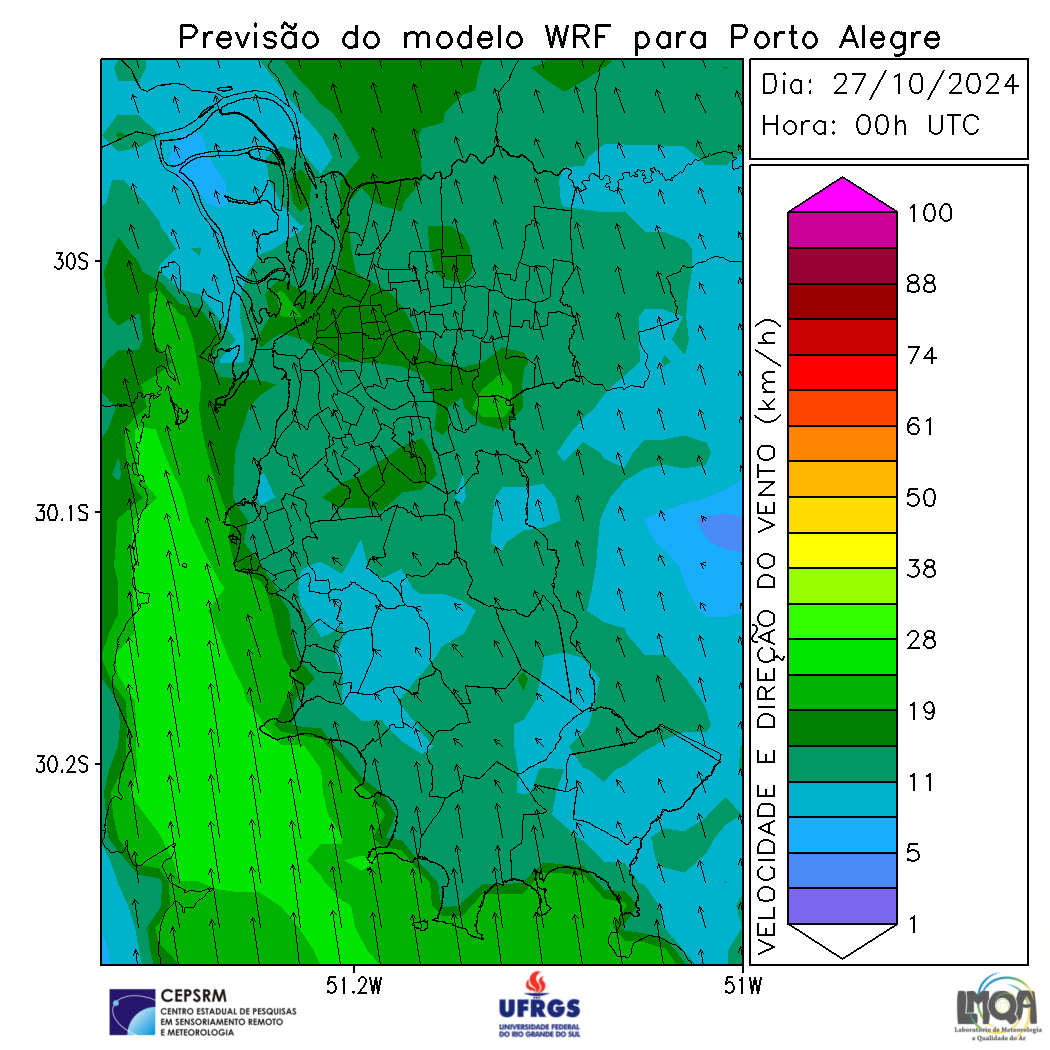 Previsão do modelo WRF para Porto Alegre
Dia: 27/10/2024
Hora: 00h UTC
30S
30.1S
30.2S
51.2W
51W
VELOCIDADE E DIREÇÃO DO VENTO (km/h)
100
88
74
61
50
38
28
19
11
5
1
CEPSRM
CENTRO ESTADUAL DE PESQUISAS
EM SENSORIAMENTO REMOTO
E METEOROLOGIA
UFRGS
UNIVERSIDADE FEDERAL
DO RIO GRANDE DO SUL
LMQA
Laboratório de Meteorologia
e Qualidade do Ar